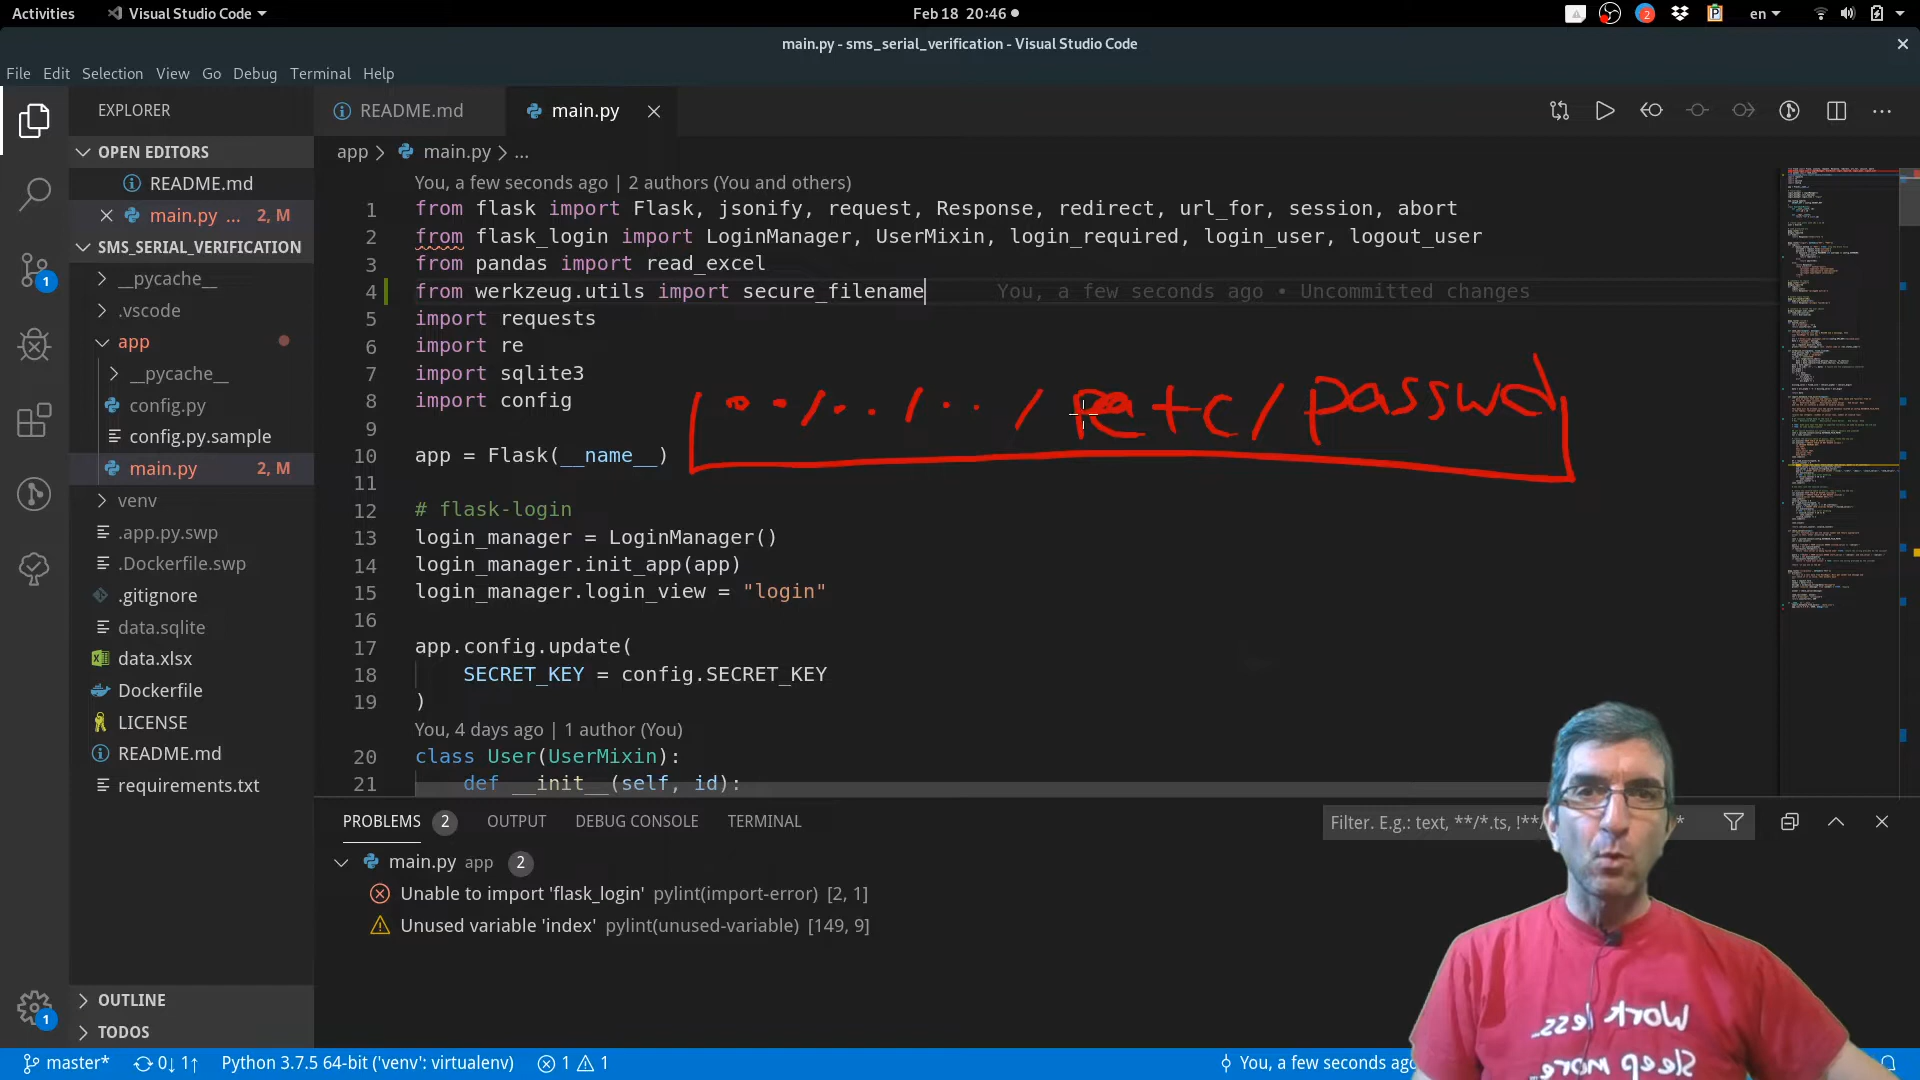 Activities
Visual Studio Code
Feb 18 20:46
2
en
main.py - sms_serial_verification - Visual Studio Code
File Edit Selection View Go Debug Terminal Help
EXPLORER
OPEN EDITORS
README.md
main.py ... 2, M
SMS_SERIAL_VERIFICATION
__pycache__
.vscode
app
__pycache__
config.py
config.py.sample
main.py 2, M
venv
.app.py.swp
.Dockerfile.swp
.gitignore
data.sqlite
data.xlsx
Dockerfile
LICENSE
README.md
requirements.txt
OUTLINE
TODOS
1
1
README.md
main.py
app > main.py > ...
You, a few seconds ago | 2 authors (You and others)
1 from flask import Flask, jsonify, request, Response, redirect, url_for, session, abort
2 from flask_login import LoginManager, UserMixin, login_required, login_user, logout_user
3 from pandas import read_excel
4 from werkzeug.utils import secure_filename You, a few seconds ago • Uncommitted changes
5 import requests
6 import re
7 import sqlite3
8 import config
9
../../../etc/passwd
10 app = Flask(__name__)
11
12 # flask-login
13 login_manager = LoginManager()
14 login_manager.init_app(app)
15 login_manager.login_view = "login"
16
17 app.config.update(
18 SECRET_KEY = config.SECRET_KEY
19 )
You, 4 days ago | 1 author (You)
20 class User(UserMixin):
21 def __init__(self, id):
PROBLEMS 2 OUTPUT DEBUG CONSOLE TERMINAL
Filter. E.g.: text, **/*.ts, !**/
*
main.py app 2
Unable to import 'flask_login' pylint(import-error) [2, 1]
Unused variable 'index' pylint(unused-variable) [149, 9]
Work less.
Sleep more.
master* 0↓ 1↑ Python 3.7.5 64-bit ('venv': virtualenv) 1 1
You, a few seconds ago